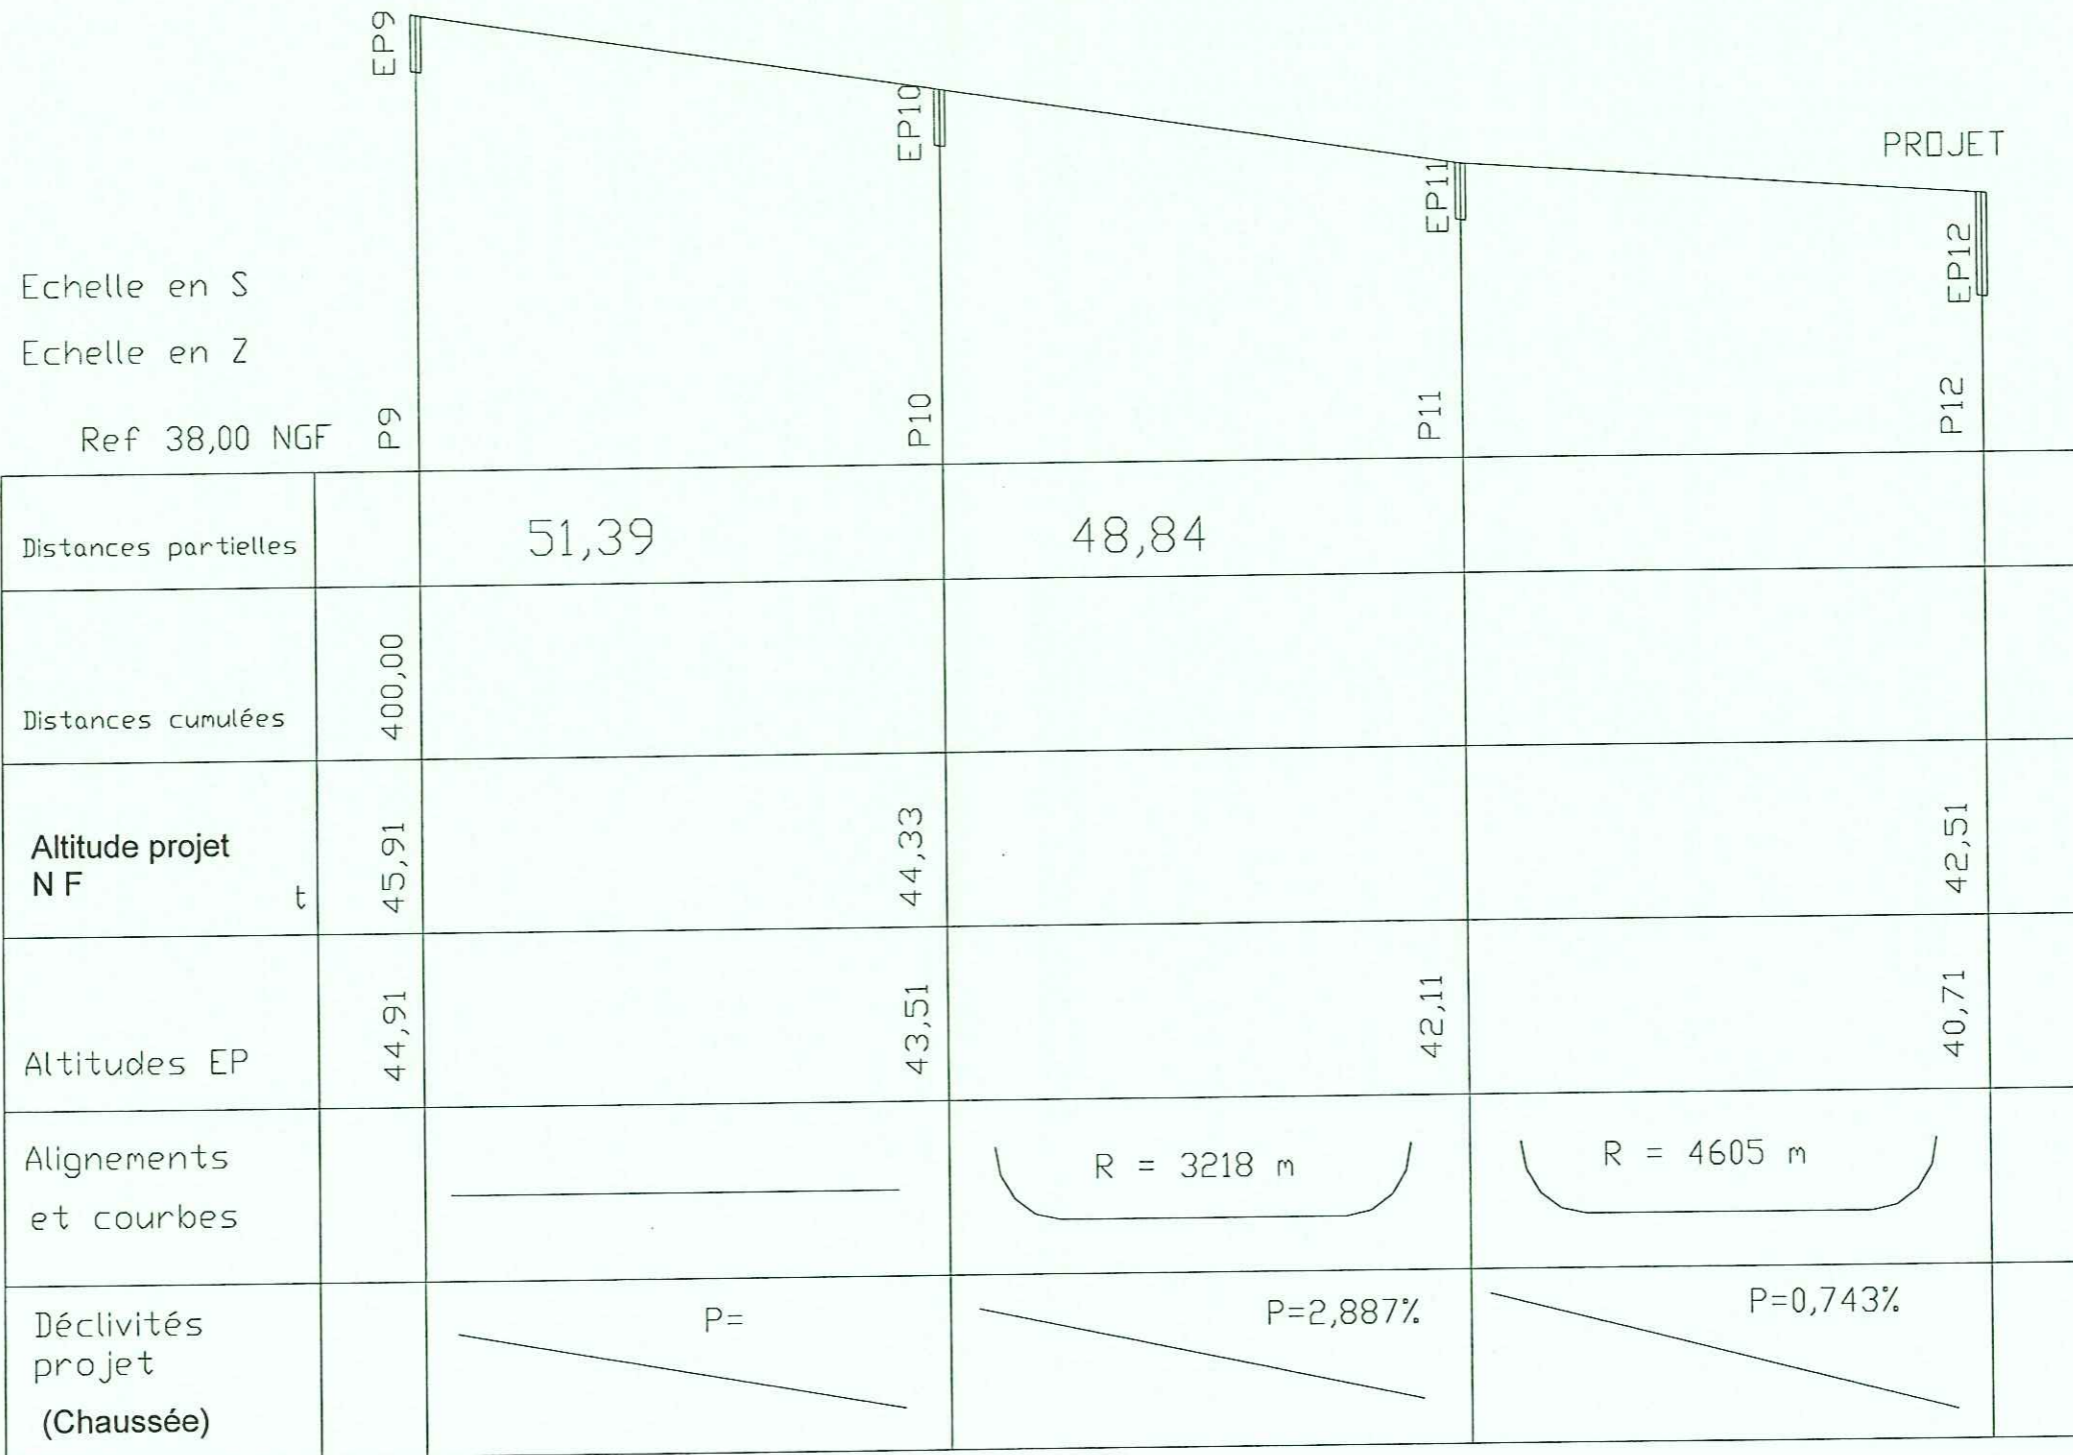 EP9
EP10
EP11
EP12
PROJET
Echelle en S
Echelle en Z
Ref 38,00 NGF
P9
P10
P11
P12
Distances partielles
51,39
48,84
Distances cumulées
400,00
Altitude projet
N F
t
45,91
44,33
42,51
Altitudes EP
44,91
43,51
42,11
40,71
Alignements
et courbes
R = 3218 m
R = 4605 m
Déclivités
projet
(Chaussée)
P=
P=2,887%
P=0,743%